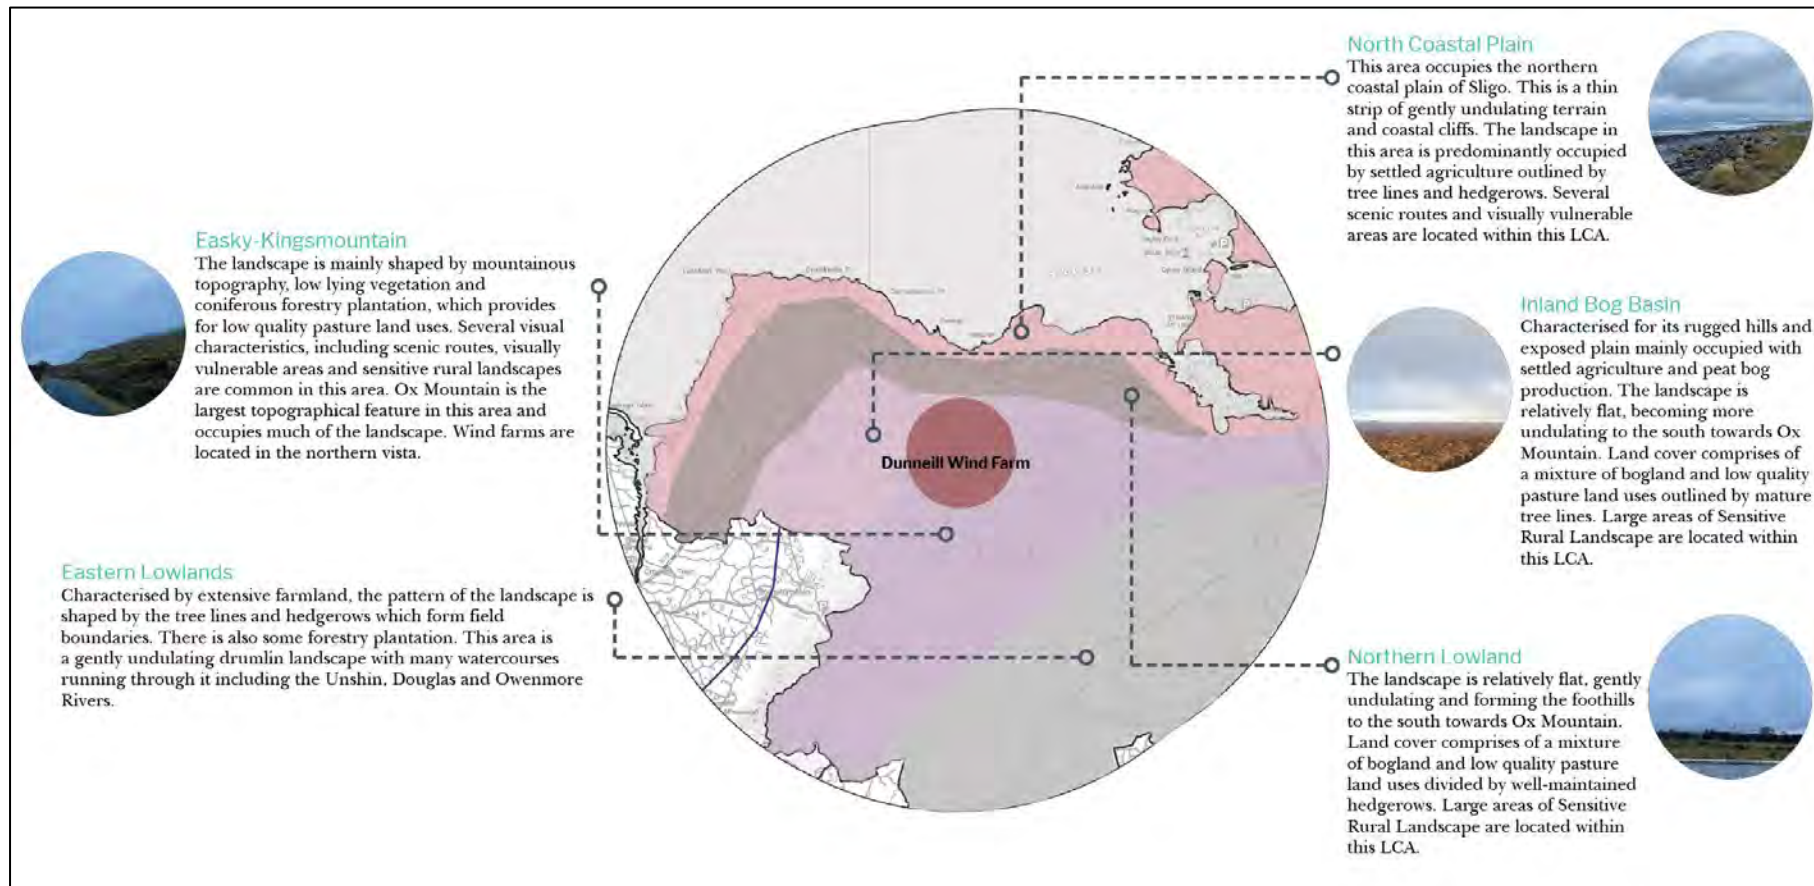 North Coastal Plain
This area occupies the northern
coastal plain of Sligo. This is a thin
strip of gently undulating terrain
and coastal cliffs. The landscape in
this area is predominantly occupied
by settled agriculture outlined by
tree lines and hedgerows. Several
scenic routes and visually vulnerable
areas are located within this LCA.
Easky-Kingsmountain
The landscape is mainly shaped by mountainous
topography, low lying vegetation and
coniferous forestry plantation, which provides
for low quality pasture land uses. Several visual
characteristics, including scenic routes, visually
vulnerable areas and sensitive rural landscapes
are common in this area. Ox Mountain is the
largest topographical feature in this area and
occupies much of the landscape. Wind farms are
located in the northern vista.
Inland Bog Basin
Characterised for its rugged hills and
exposed plain mainly occupied with
settled agriculture and peat bog
production. The landscape is
relatively flat, becoming more
undulating to the south towards Ox
Mountain. Land cover comprises of
a mixture of bogland and low quality
pasture land uses outlined by mature
tree lines. Large areas of Sensitive
Rural Landscape are located within
this LCA.
Dunneill Wind Farm
Eastern Lowlands
Characterised by extensive farmland, the pattern of the landscape is
shaped by the tree lines and hedgerows which form field
boundaries. There is also some forestry plantation. This area is
a gently undulating drumlin landscape with many watercourses
running through it including the Unshin, Douglas and Owenmore
Rivers.
Northern Lowland
The landscape is relatively flat, gently
undulating and forming the foothills
to the south towards Ox Mountain.
Land cover comprises of a mixture
of bogland and low quality pasture
land uses divided by well-maintained
hedgerows. Large areas of Sensitive
Rural Landscape are located within
this LCA.